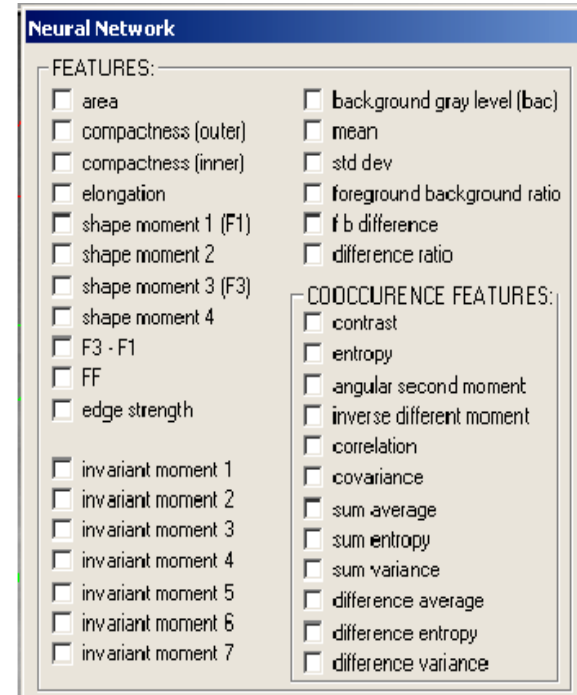 Neural Network
FEATURES:
area
compactness (outer)
compactness (inner)
elongation
shape moment 1 (F1)
shape moment 2
shape moment 3 (F3)
shape moment 4
F3 - F1
FF
edge strength
invariant moment 1
invariant moment 2
invariant moment 3
invariant moment 4
invariant moment 5
invariant moment 6
invariant moment 7
background gray level (bac)
mean
std dev
foreground background ratio
f b difference
difference ratio
COOCCURENCE FEATURES:
contrast
entropy
angular second moment
inverse different moment
correlation
covariance
sum average
sum entropy
sum variance
difference average
difference entropy
difference variance